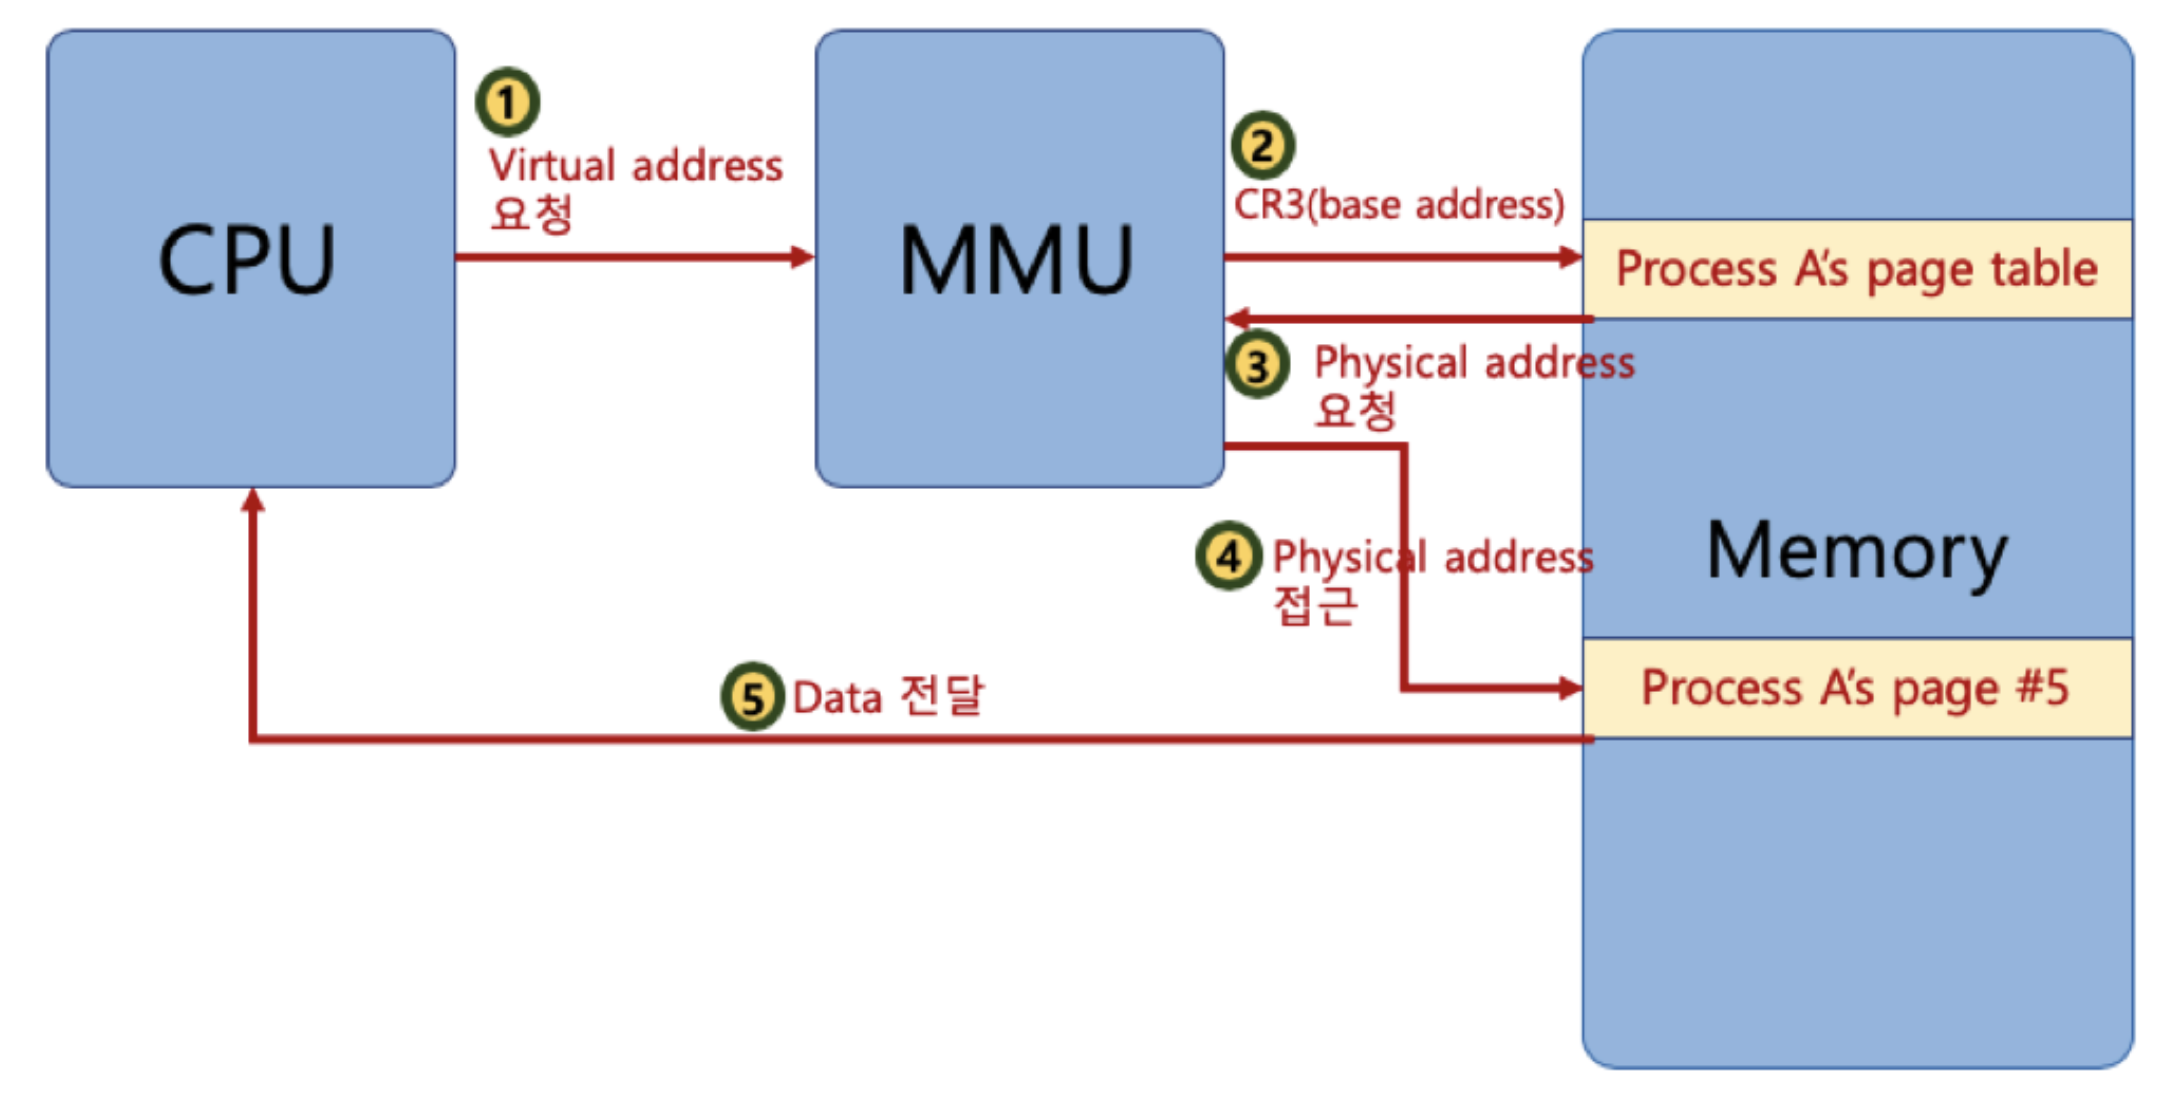 CPU
1
Virtual address
요청
MMU
2
CR3(base address)
Process A's page table
3
Physical address
요청
Memory
4
Physical address
접근
Process A's page #5
5
Data 전달